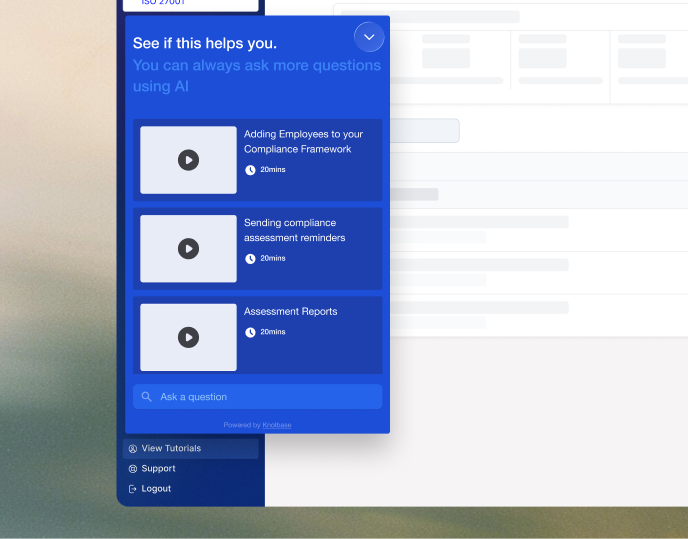 ISO 27001
See if this helps you.
You can always ask more questions
using AI
Adding Employees to your
Compliance Framework
20mins
Sending compliance
assessment reminders
20mins
Assessment Reports
20mins
Ask a question
Powered by Knolbase
View Tutorials
Support
Logout